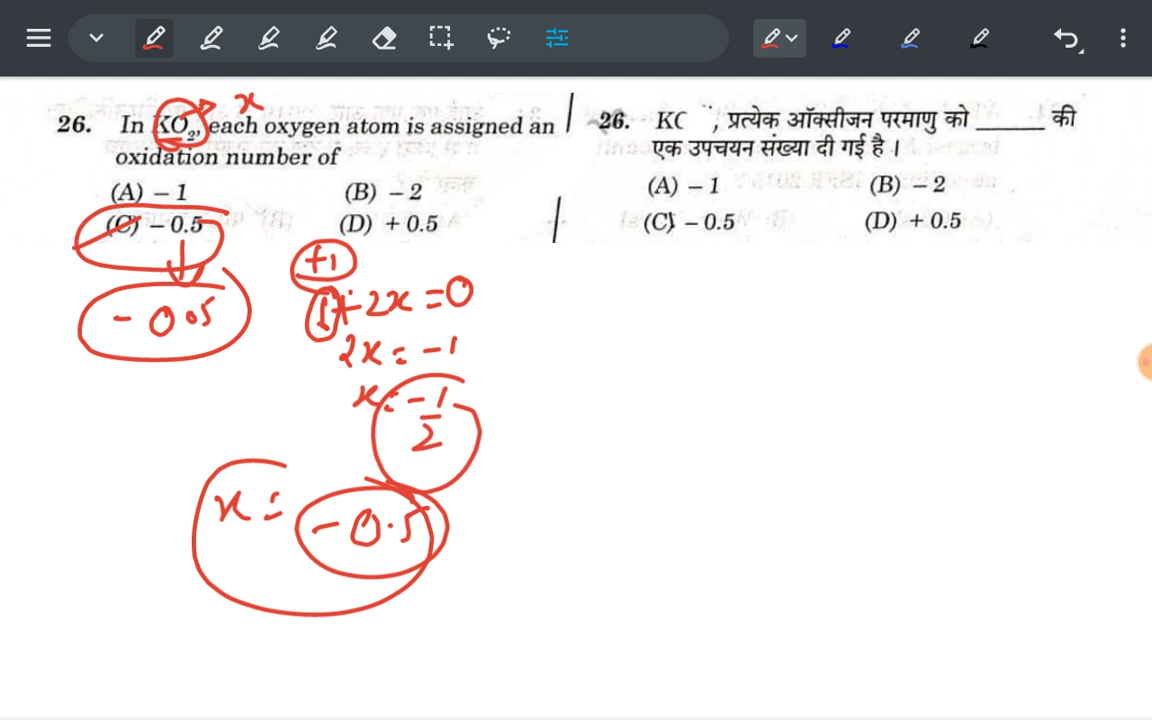 x
26. In KO2, each oxygen atom is assigned an
oxidation number of
(A) – 1 (B) – 2
(C) – 0.5 (D) + 0.5
26. KC , प्रत्येक ऑक्सीजन परमाणु को ______ की
एक उपचयन संख्या दी गई है ।
(A) – 1 (B) – 2
(C) – 0.5 (D) + 0.5
- 0.5
+1
1+2x=0
2x = -1
x = -1/2
x = -0.5